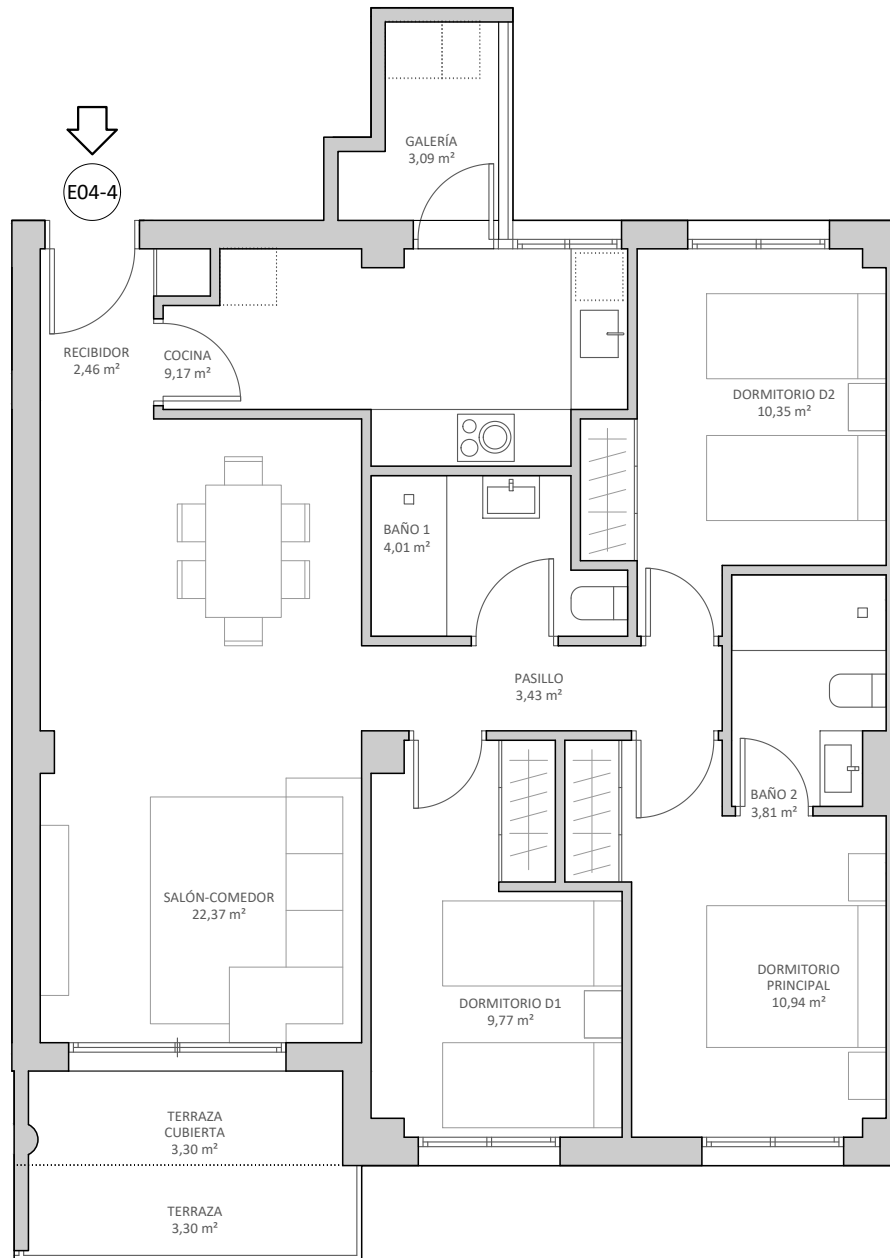 GALERÍA
3,09 m²
E04-4
RECIBIDOR
2,46 m²
COCINA
9,17 m²
DORMITORIO D2
10,35 m²
BAÑO 1
4,01 m²
PASILLO
3,43 m²
BAÑO 2
3,81 m²
SALÓN-COMEDOR
22,37 m²
DORMITORIO D1
9,77 m²
DORMITORIO
PRINCIPAL
10,94 m²
TERRAZA
CUBIERTA
3,30 m²
TERRAZA
3,30 m²